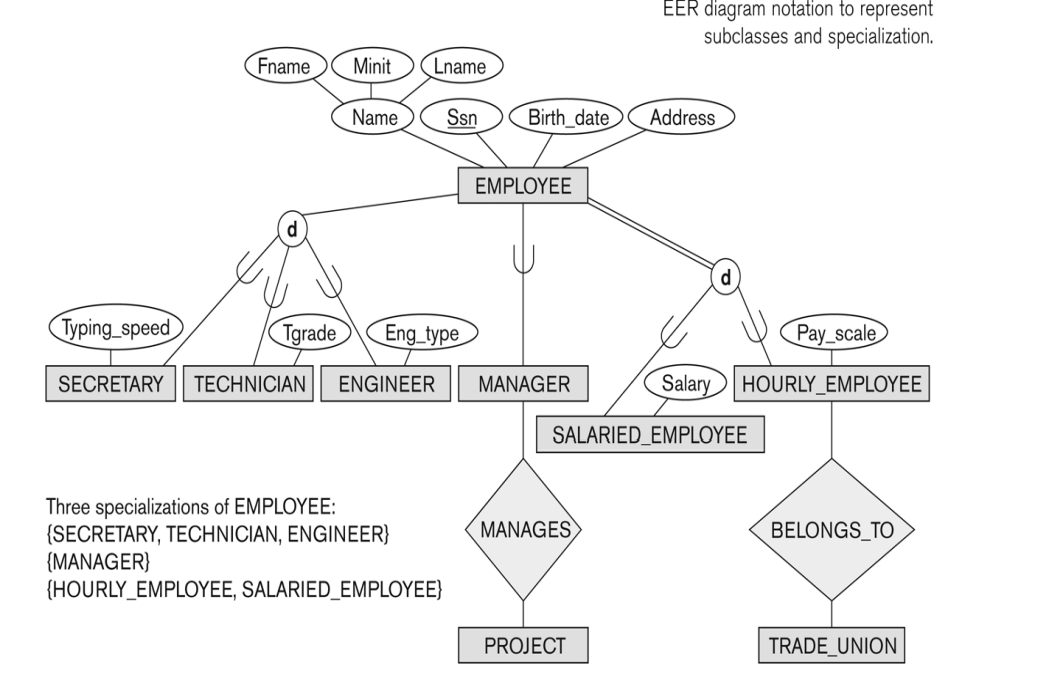 EER diagram notation to represent
subclasses and specialization.
Fname
Minit
Lname
Name
Ssn
Birth_date
Address
EMPLOYEE
d
d
Typing_speed
Tgrade
Eng_type
Pay_scale
SECRETARY
TECHNICIAN
ENGINEER
MANAGER
Salary
HOURLY_EMPLOYEE
SALARIED_EMPLOYEE
Three specializations of EMPLOYEE:
{SECRETARY, TECHNICIAN, ENGINEER}
{MANAGER}
{HOURLY_EMPLOYEE, SALARIED_EMPLOYEE}
MANAGES
BELONGS_TO
PROJECT
TRADE_UNION